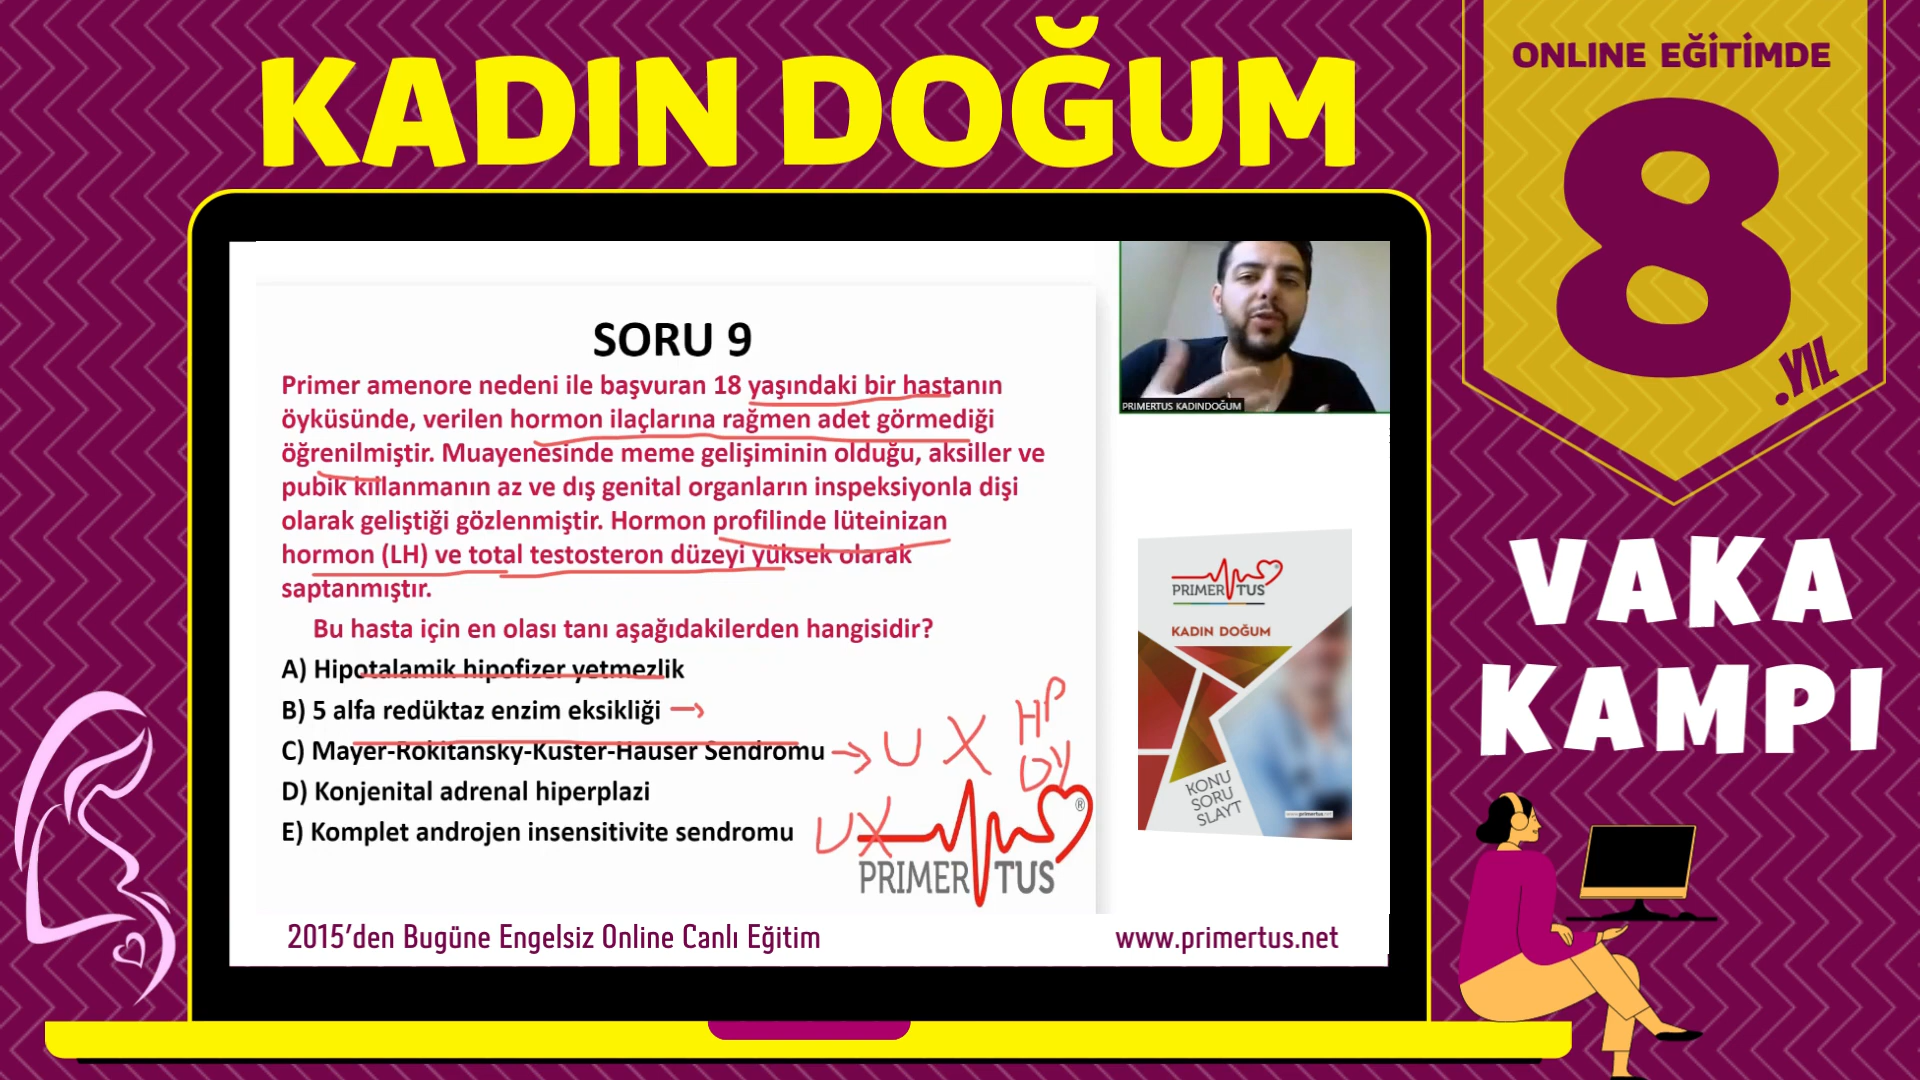 KADIN DOĞUM
ONLINE EĞİTİMDE
8
.YIL
VAKA
KAMPI
SORU 9
Primer amenore nedeni ile başvuran 18 yaşındaki bir hastanın
öyküsünde, verilen hormon ilaçlarına rağmen adet görmediği
öğrenilmiştir. Muayenesinde meme gelişiminin olduğu, aksiller ve
pubik kıllanmanın az ve dış genital organların inspeksiyonla dişi
olarak geliştiği gözlenmiştir. Hormon profilinde lüteinizan
hormon (LH) ve total testosteron düzeyi yüksek olarak
saptanmıştır.
Bu hasta için en olası tanı aşağıdakilerden hangisidir?
A) Hipotalamik hipofizer yetmezlik
B) 5 alfa redüktaz enzim eksikliği →
C) Mayer-Rokitansky-Kuster-Hauser Sendromu → U X
D) Konjenital adrenal hiperplazi
E) Komplet androjen insensitivite sendromu UX
HP
PRIMER TUS
®
PRIMERTUS KADINDOĞUM
PRIMER TUS
KADIN DOĞUM
KONU
SORU
SLAYT
www.primertus.net
2015'den Bugüne Engelsiz Online Canlı Eğitim
www.primertus.net